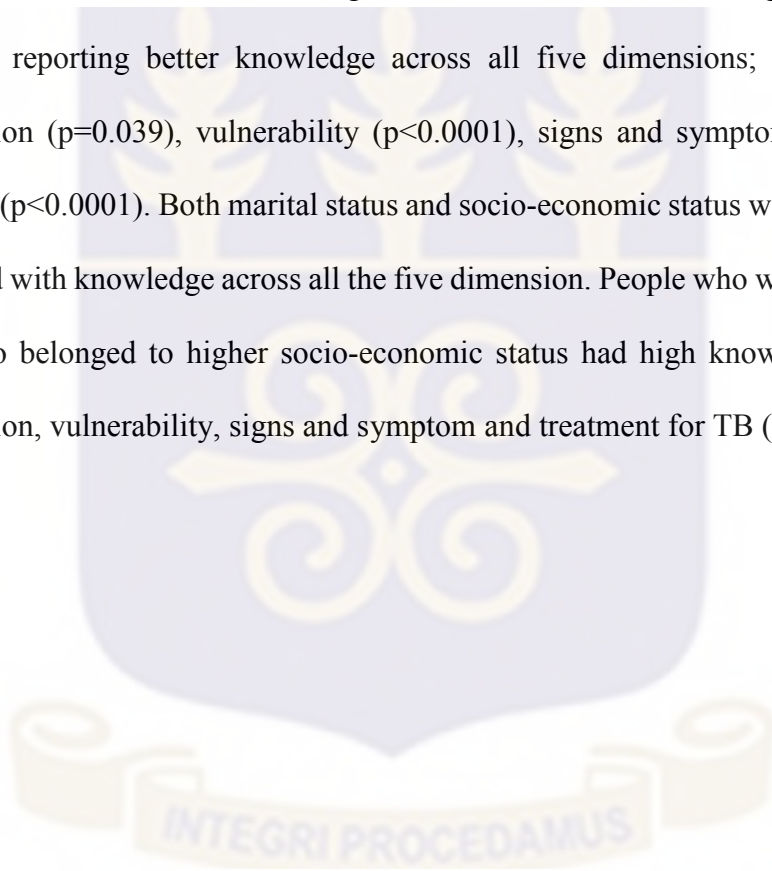 reporting better knowledge across all five dimensions;
ion (p=0.039), vulnerability (p<0.0001), signs and sympto
(p<0.0001). Both marital status and socio-economic status w
d with knowledge across all the five dimension. People who w
o belonged to higher socio-economic status had high know
ion, vulnerability, signs and symptom and treatment for TB (
INTEGRI PROCEDAMUS